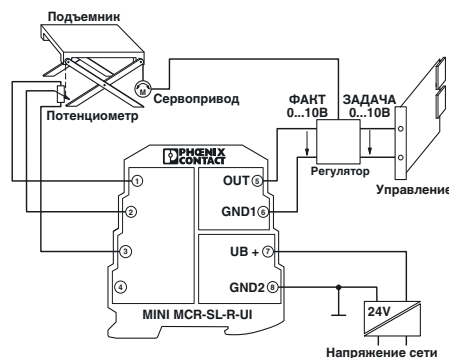 Подъемник
M
Сервопривод
Потенциометр
ФАКТ
0...10В
ЗАДАЧА
0...10В
Регулятор
Управление
PHŒNIX
CONTACT
1
OUT 5
2
GND1 6
3
UB + 7
4
GND2 8
MINI MCR-SL-R-UI
24V
Напряжение сети